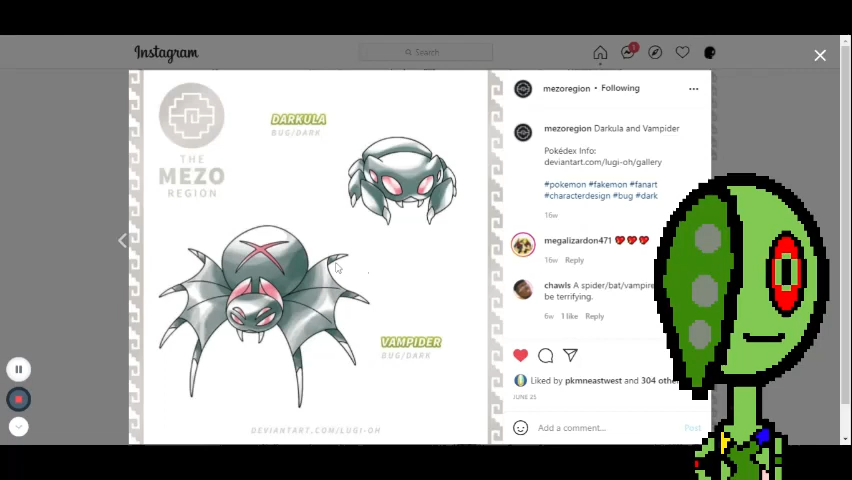 Instagram
Search
1
THE
MEZO
REGION
DARKULA
BUG/DARK
VAMPIDER
BUG/DARK
DEVIANTART.COM/LUGI-OH
mezoregion • Following
mezoregion Darkula and Vampider
Pokédex Info:
deviantart.com/lugi-oh/gallery
#pokemon #fakemon #fanart
#characterdesign #bug #dark
16w
megalizardon471
16w Reply
chawls A spider/bat/vampire
be terrifying.
6w 1 like Reply
Liked by pkmneastwest and 304 other
JUNE 25
Add a comment... Post